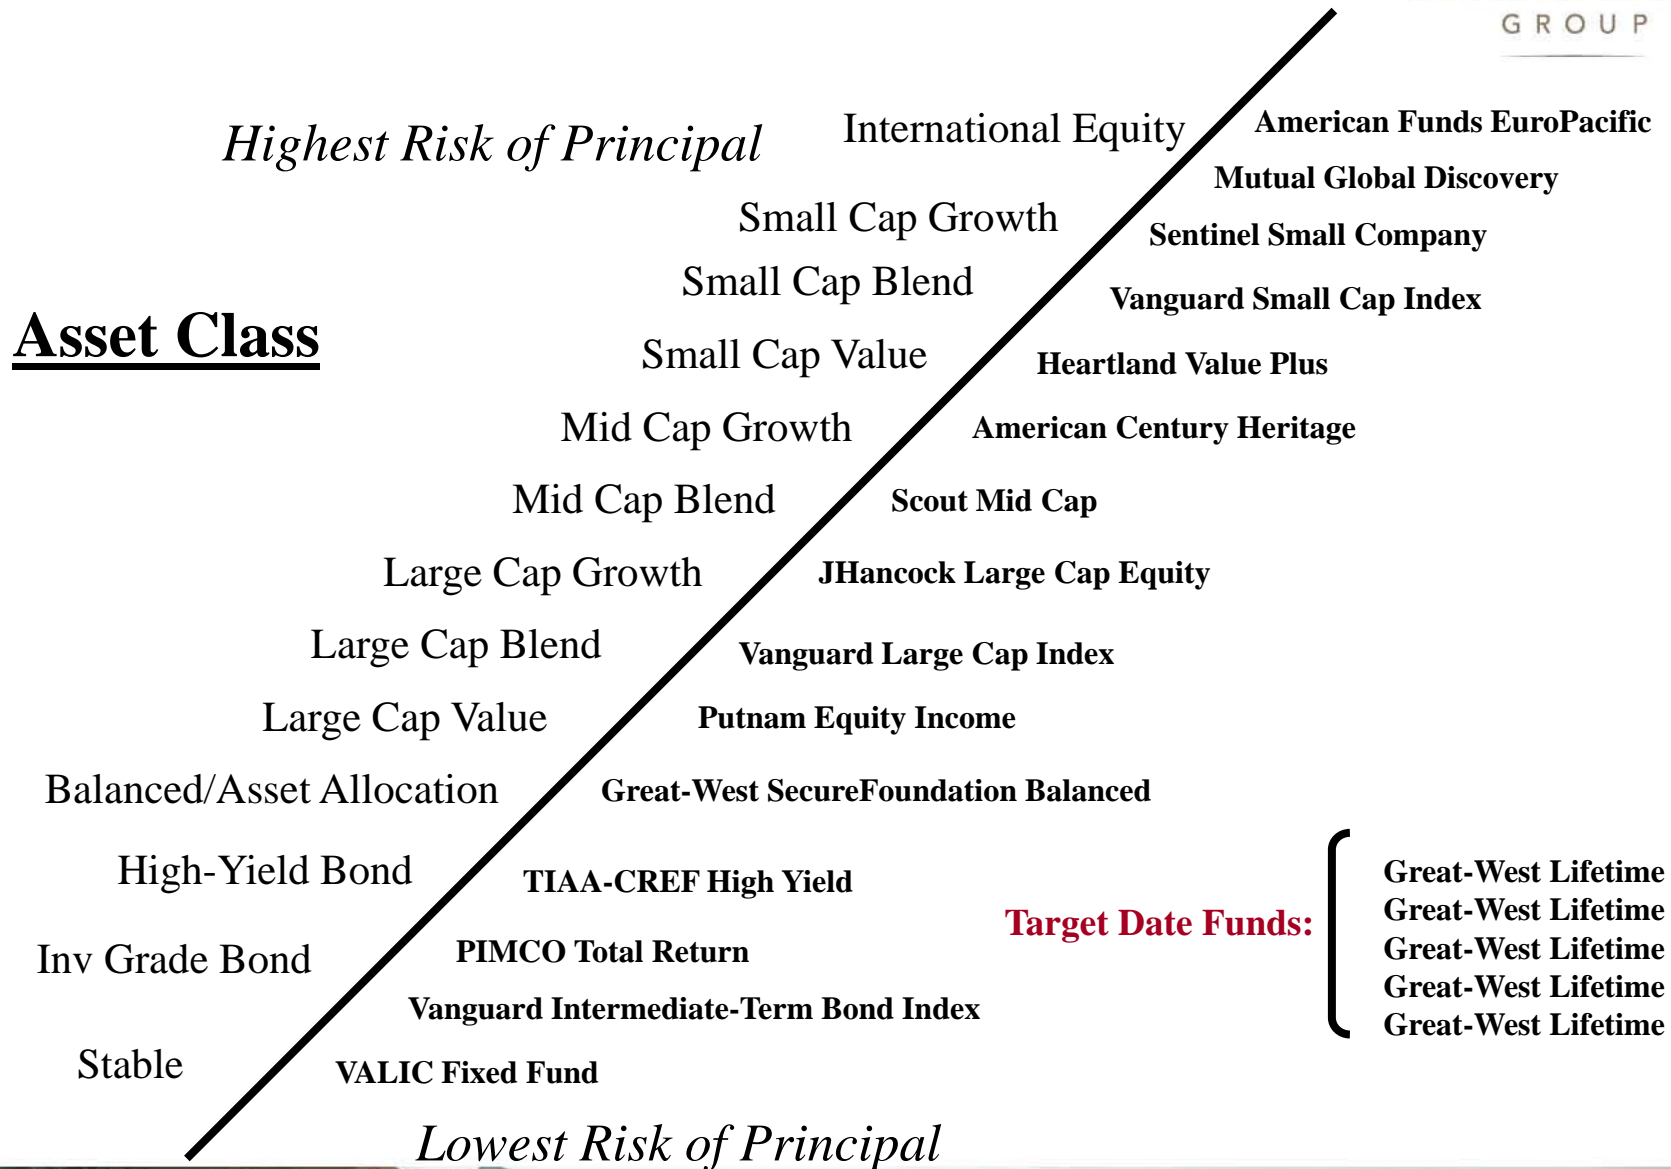 GROUP
Highest Risk of Principal
International Equity
American Funds EuroPacific
Mutual Global Discovery
Small Cap Growth
Sentinel Small Company
Small Cap Blend
Vanguard Small Cap Index
Asset Class
Small Cap Value
Heartland Value Plus
Mid Cap Growth
American Century Heritage
Mid Cap Blend
Scout Mid Cap
Large Cap Growth
JHancock Large Cap Equity
Large Cap Blend
Vanguard Large Cap Index
Large Cap Value
Putnam Equity Income
Balanced/Asset Allocation
Great-West SecureFoundation Balanced
High-Yield Bond
TIAA-CREF High Yield
Inv Grade Bond
PIMCO Total Return
Vanguard Intermediate-Term Bond Index
Stable
VALIC Fixed Fund
Target Date Funds:
Great-West Lifetime
Great-West Lifetime
Great-West Lifetime
Great-West Lifetime
Great-West Lifetime
Lowest Risk of Principal